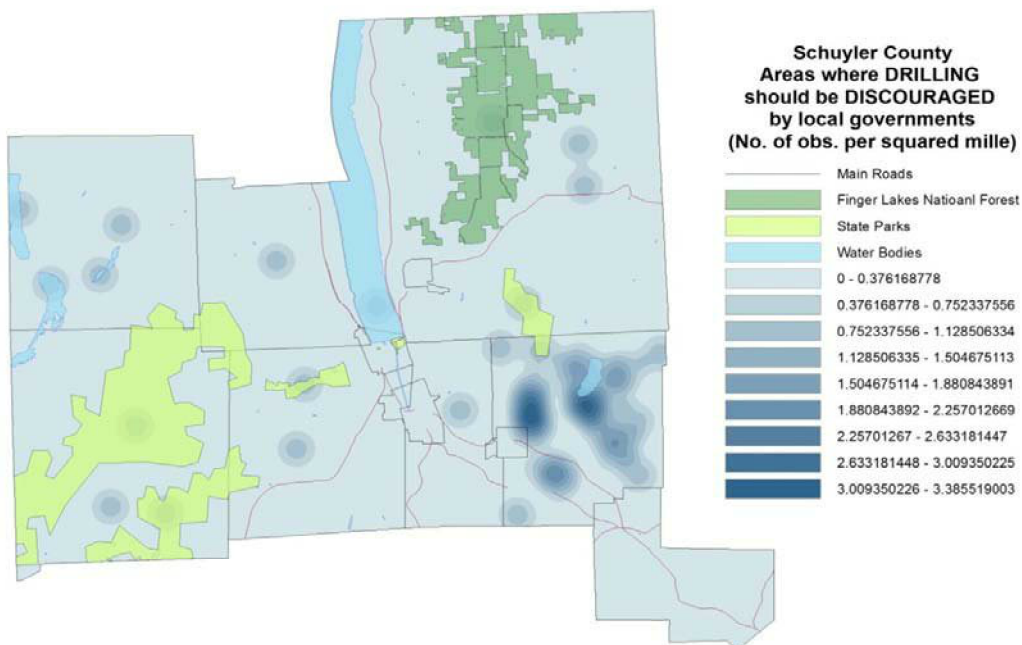 Schuyler County
Areas where DRILLING
should be DISCOURAGED
by local governments
(No. of obs. per squared mille)
Main Roads
Finger Lakes Natioanl Forest
State Parks
Water Bodies
0 - 0.376168778
0.376168778 - 0.752337556
0.752337556 - 1.128506334
1.128506335 - 1.504675113
1.504675114 - 1.880843891
1.880843892 - 2.257012669
2.25701267 - 2.633181447
2.633181448 - 3.009350225
3.009350226 - 3.385519003